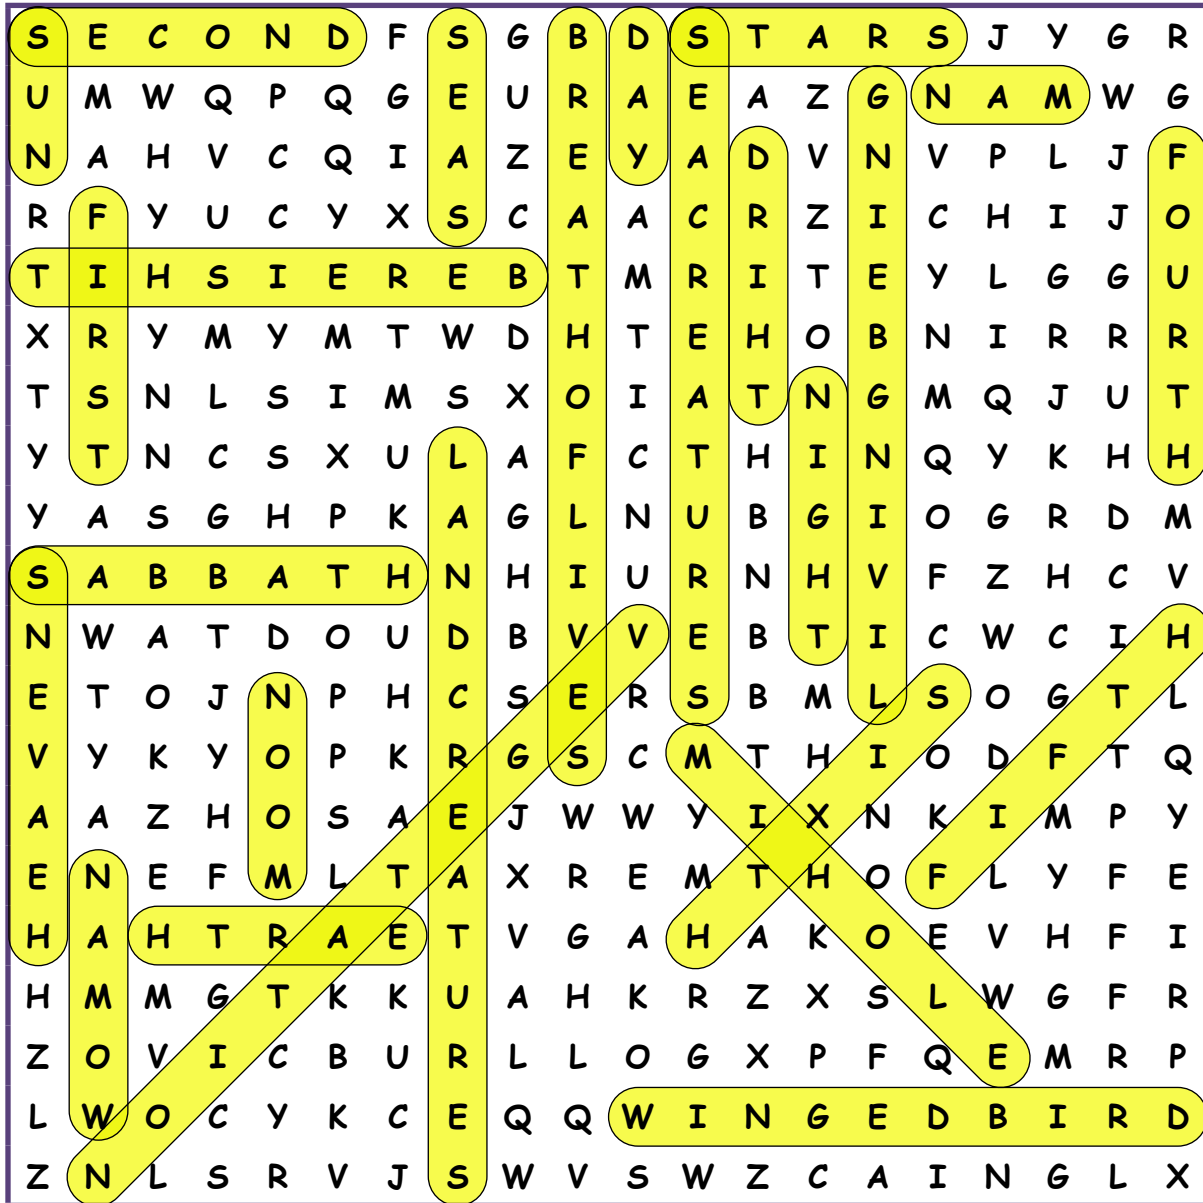 S E C O N D F S G B D S T A R S J Y G R
U M W Q P Q G E U R A E A Z G N A M W G
N A H V C Q I A Z E Y A D V N V P L J F
R F Y U C Y X S C A A C R Z I C H I J O
T I H S I E R E B T M R I T E Y L G G U
X R Y M Y M T W D H T E H O B N I R R R
T S N L S I M S X O I A T N G M Q J U T
Y T N C S X U L A F C T H I N Q Y K H H
Y A S G H P K A G L N U B G I O G R D M
S A B B A T H N H I U R N H V F Z H C V
N W A T D O U D B V V E B T I C W C I H
E T O J N P H C S E R S B M L S O G T L
V Y K Y O P K R G S C M T H I O D F T Q
A A Z H O S A E J W W Y I X N K I M P Y
E N E F M L T A X R E M T H O F L Y F E
H A H T R A E T V G A H A K O E V H F I
H M M G T K K U A H K R Z X S L W G F R
Z O V I C B U R L L O G X P F Q E M R P
L W O C Y K C E Q Q W I N G E D B I R D
Z N L S R V J S W V S W Z C A I N G L X